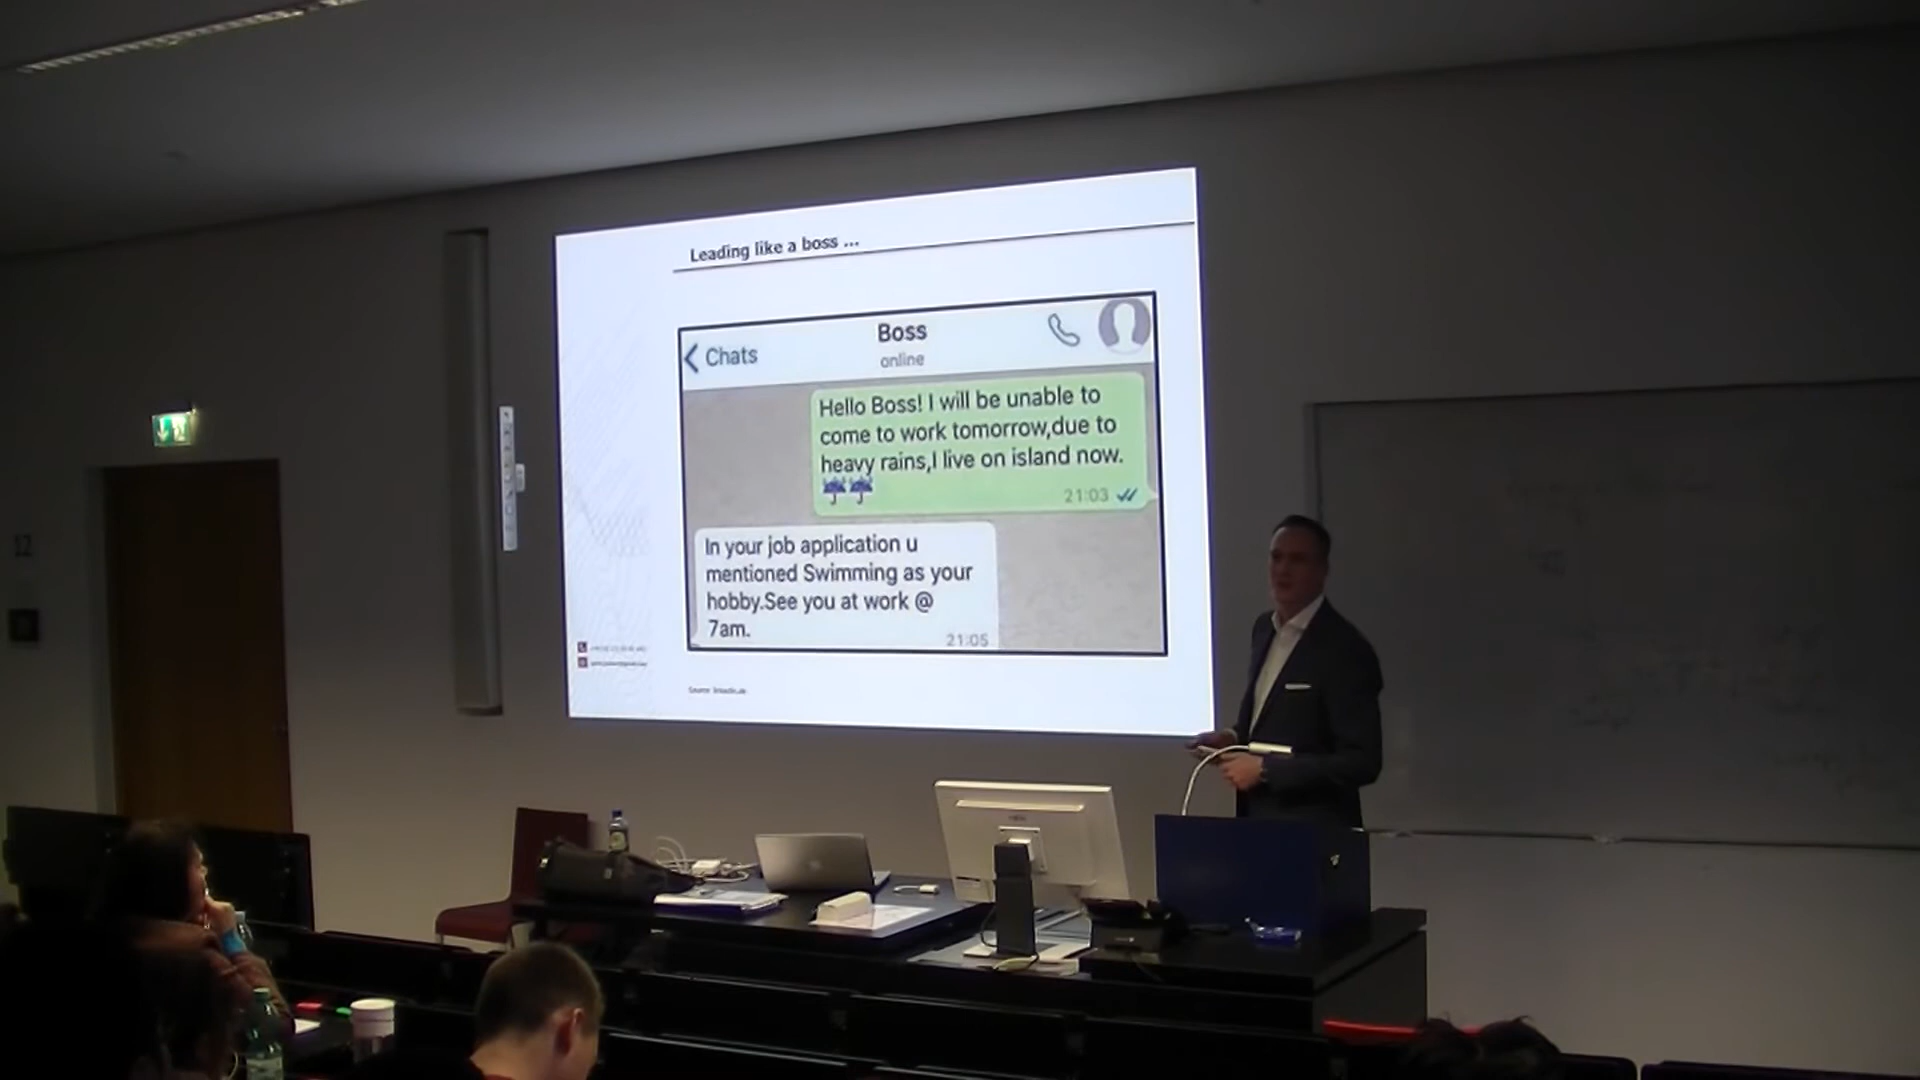 Leading like a boss ...
Chats
Boss
online
Hello Boss! I will be unable to
come to work tomorrow,due to
heavy rains,I live on island now.
21:03
In your job application u
mentioned Swimming as your
hobby.See you at work @
7am.
21:05
12